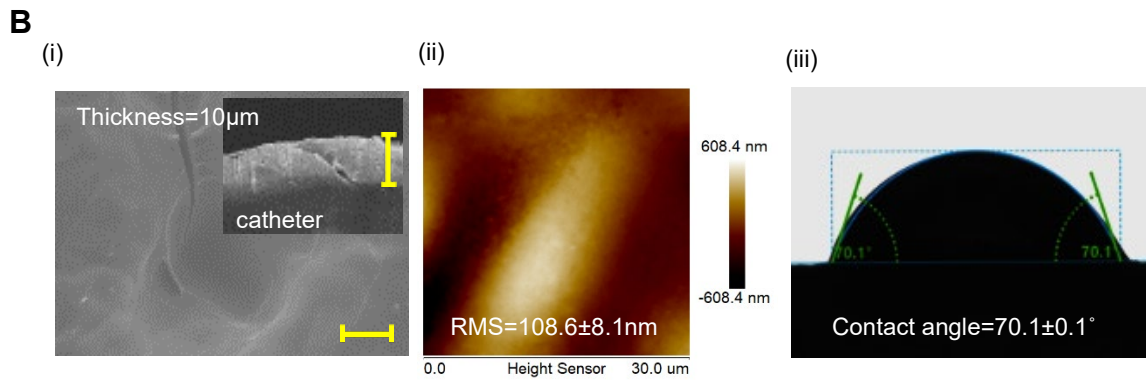 B
(i)
(ii)
(iii)
Thickness=10μm
catheter
608.4 nm
-608.4 nm
RMS=108.6±8.1nm
0.0 Height Sensor 30.0 um
70.1°
70.1
Contact angle=70.1±0.1°